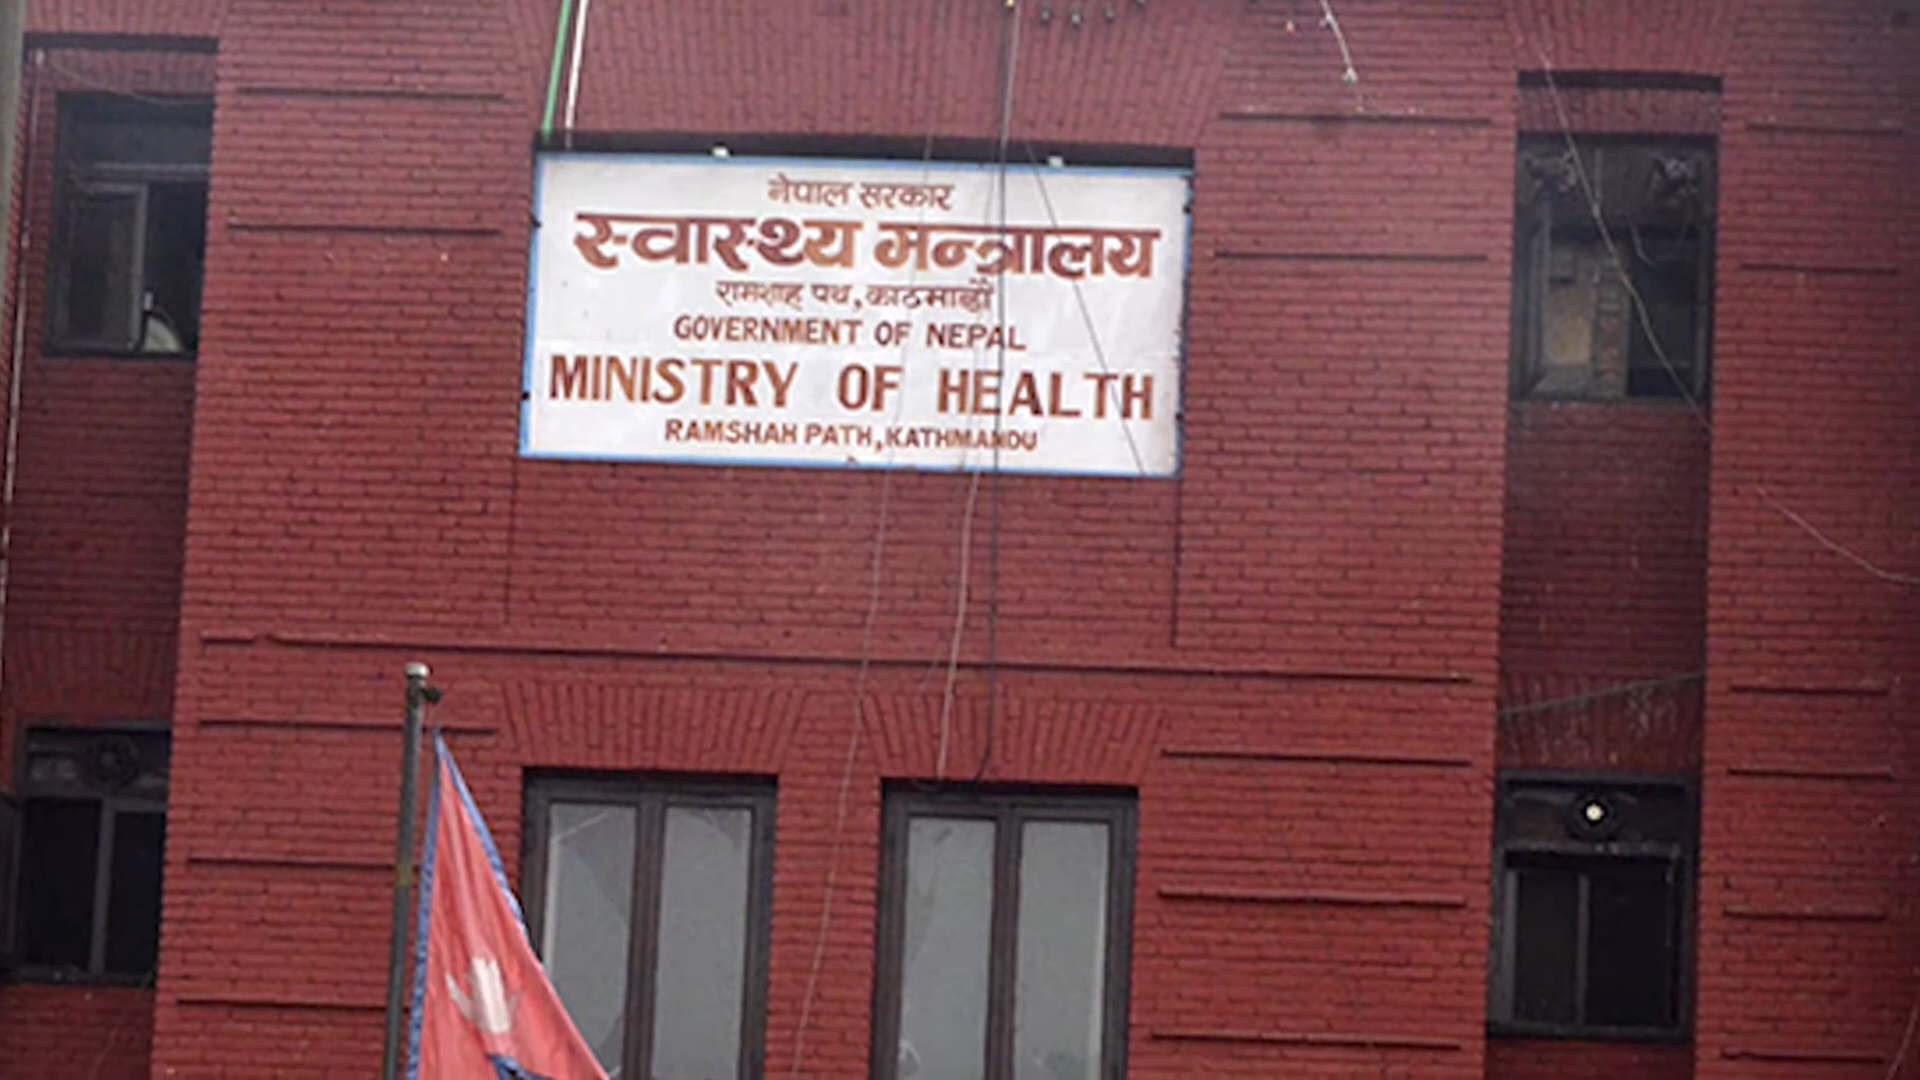 नेपाल सरकार
स्वास्थ्य मन्त्रालय
रामशाह पथ, काठमाडौं
GOVERNMENT OF NEPAL
MINISTRY OF HEALTH
RAMSHAH PATH, KATHMANDU